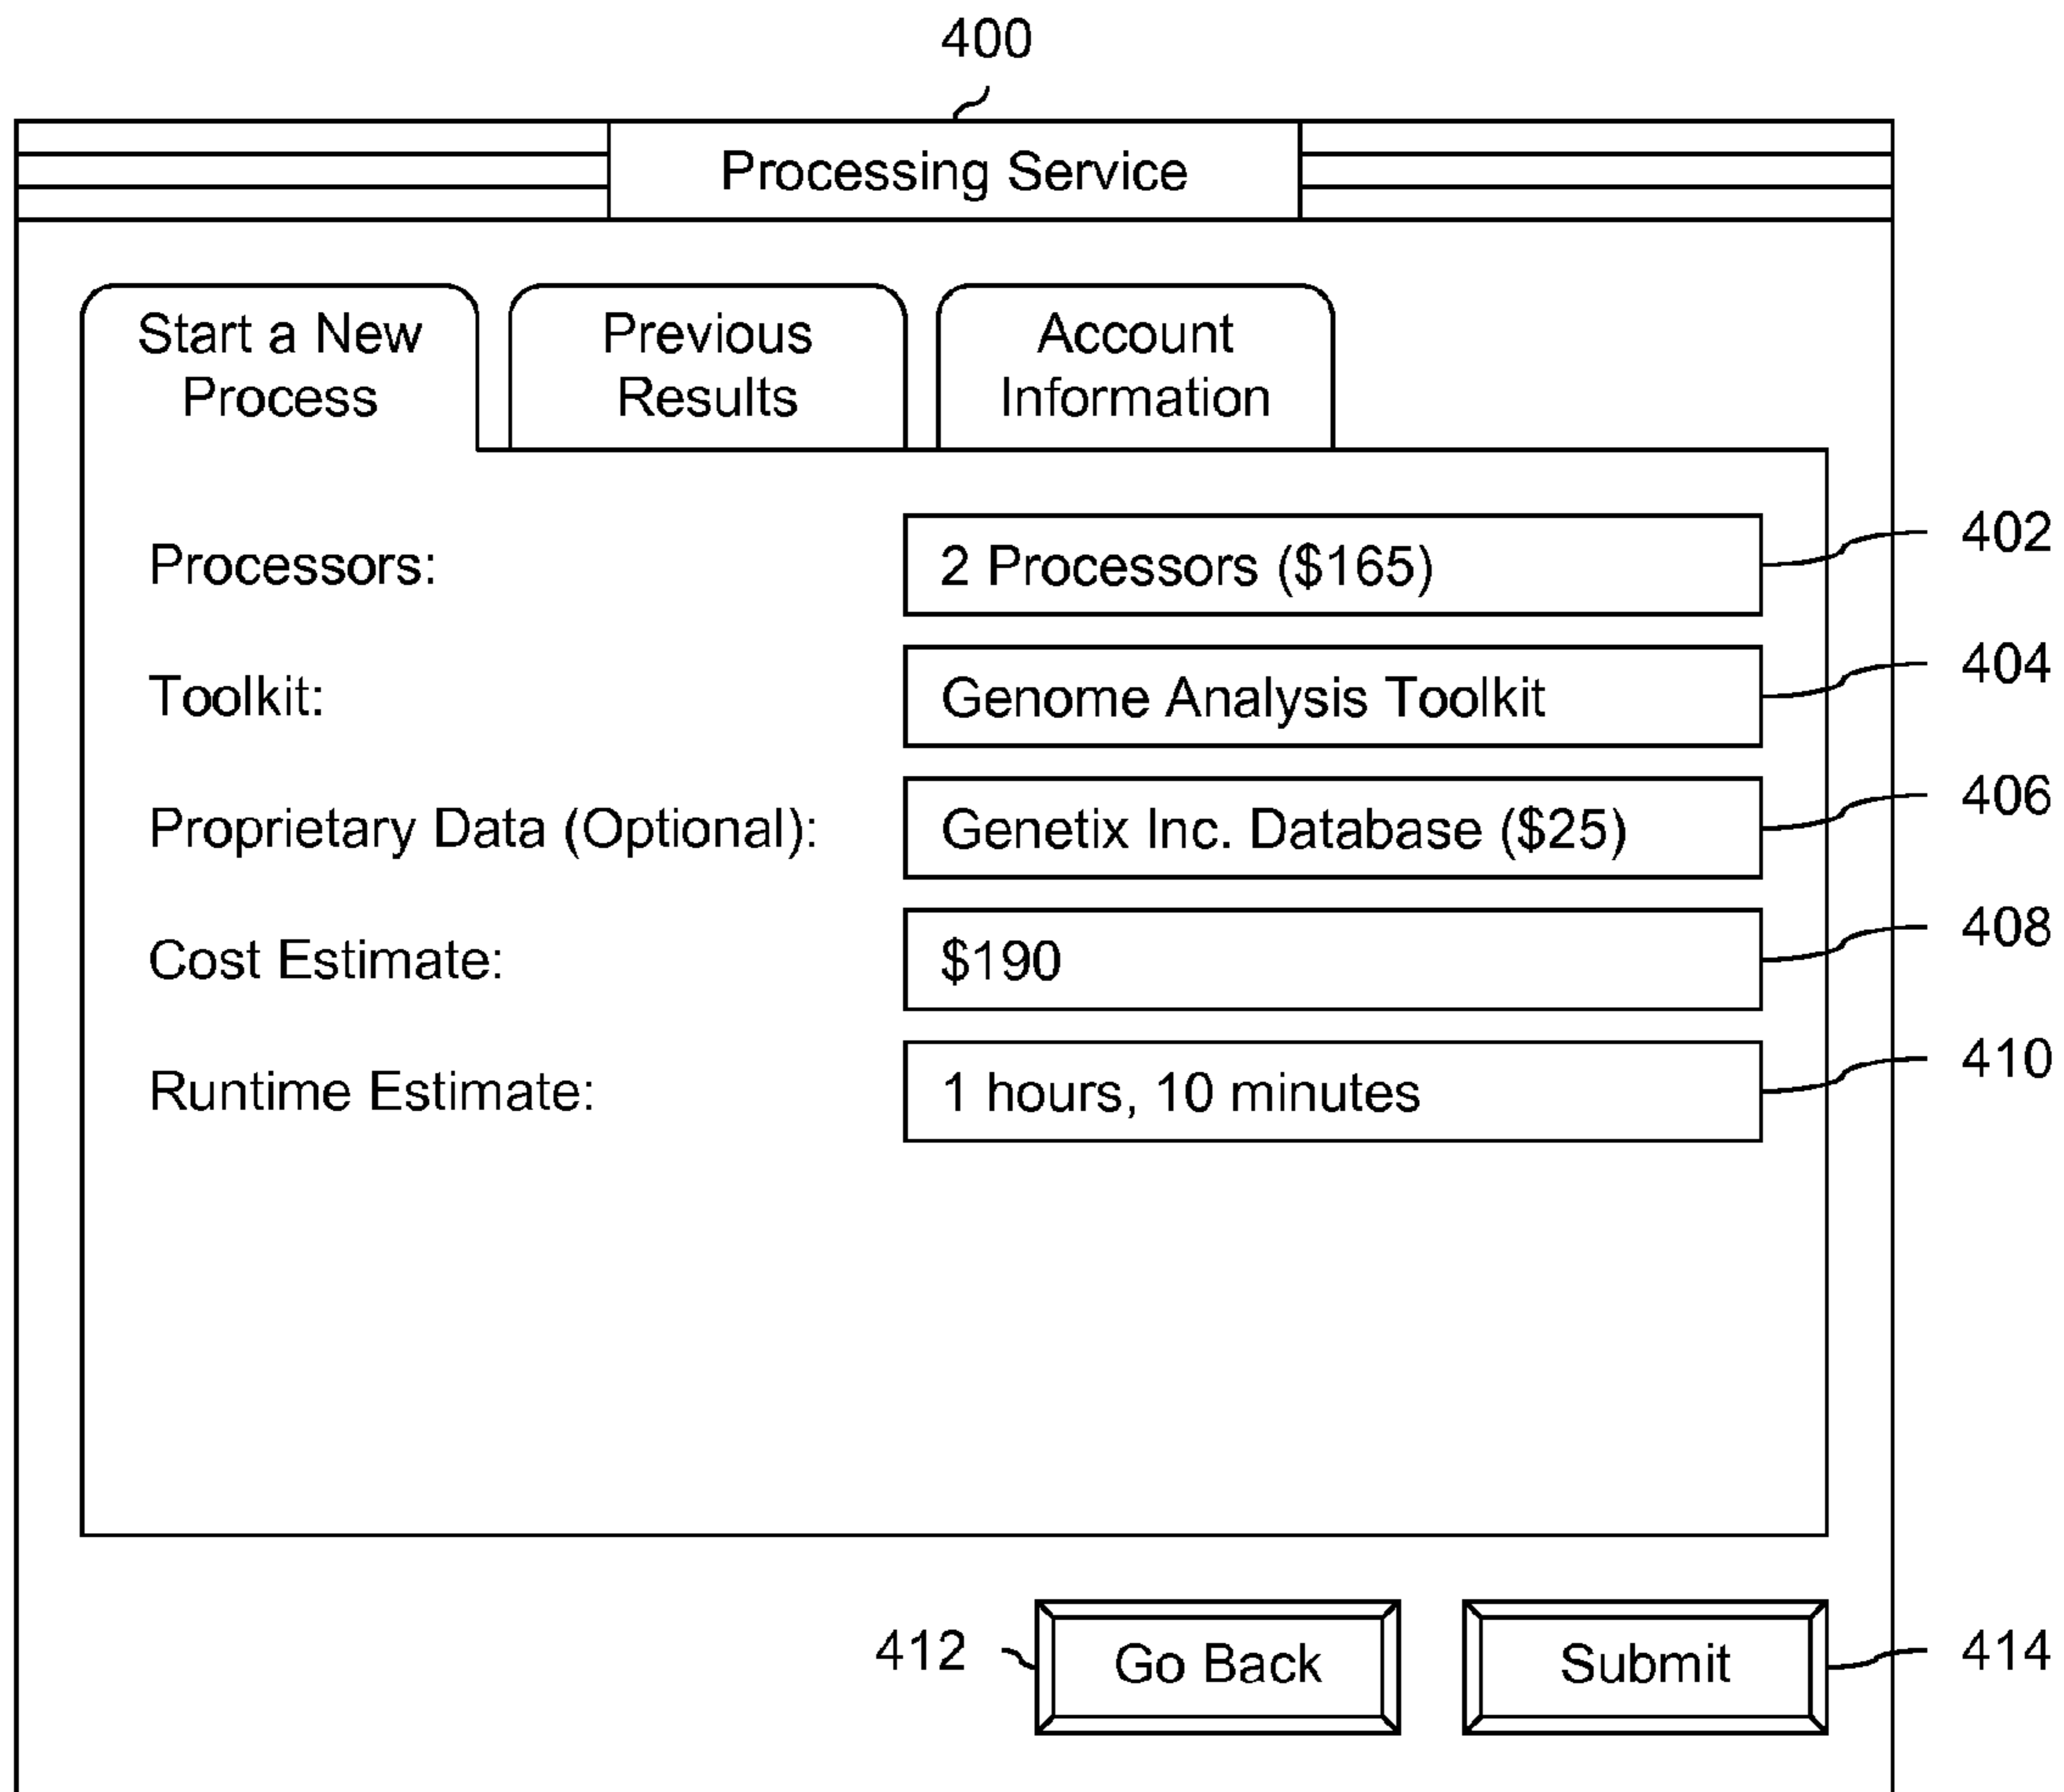 400
Processing Service
Start a New
Process
Previous
Results
Account
Information
Processors:
2 Processors ($165)
402
Toolkit:
Genome Analysis Toolkit
404
Proprietary Data (Optional):
Genetix Inc. Database ($25)
406
Cost Estimate:
$190
408
Runtime Estimate:
1 hours, 10 minutes
410
412
Go Back
Submit
414